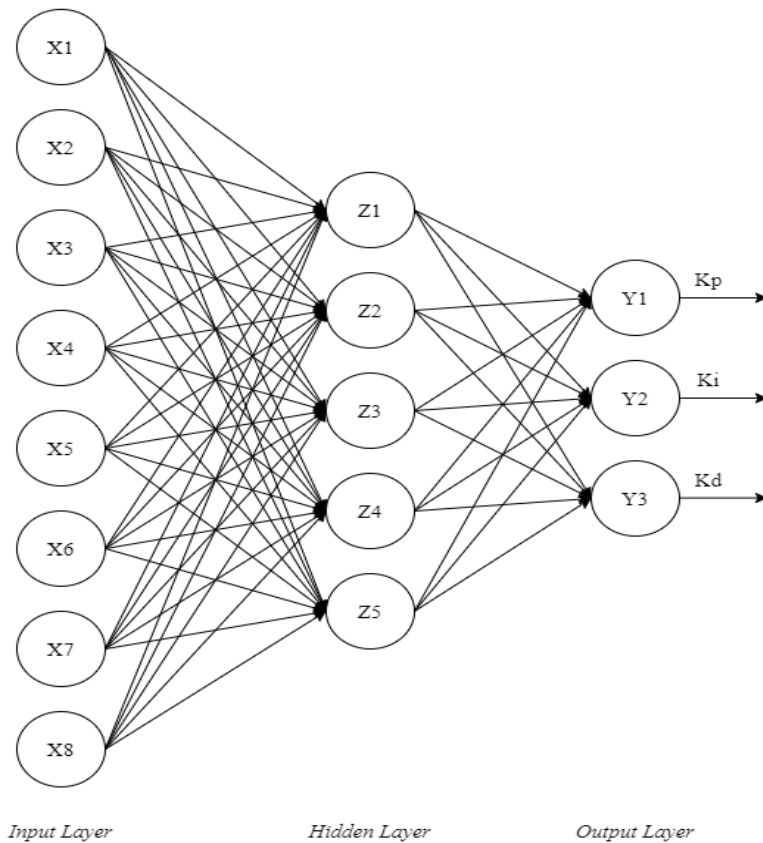 X1
X2
X3
X4
X5
X6
X7
X8
Z1
Z2
Z3
Z4
Z5
Y1
Y2
Y3
Kp
Ki
Kd
Input Layer
Hidden Layer
Output Layer